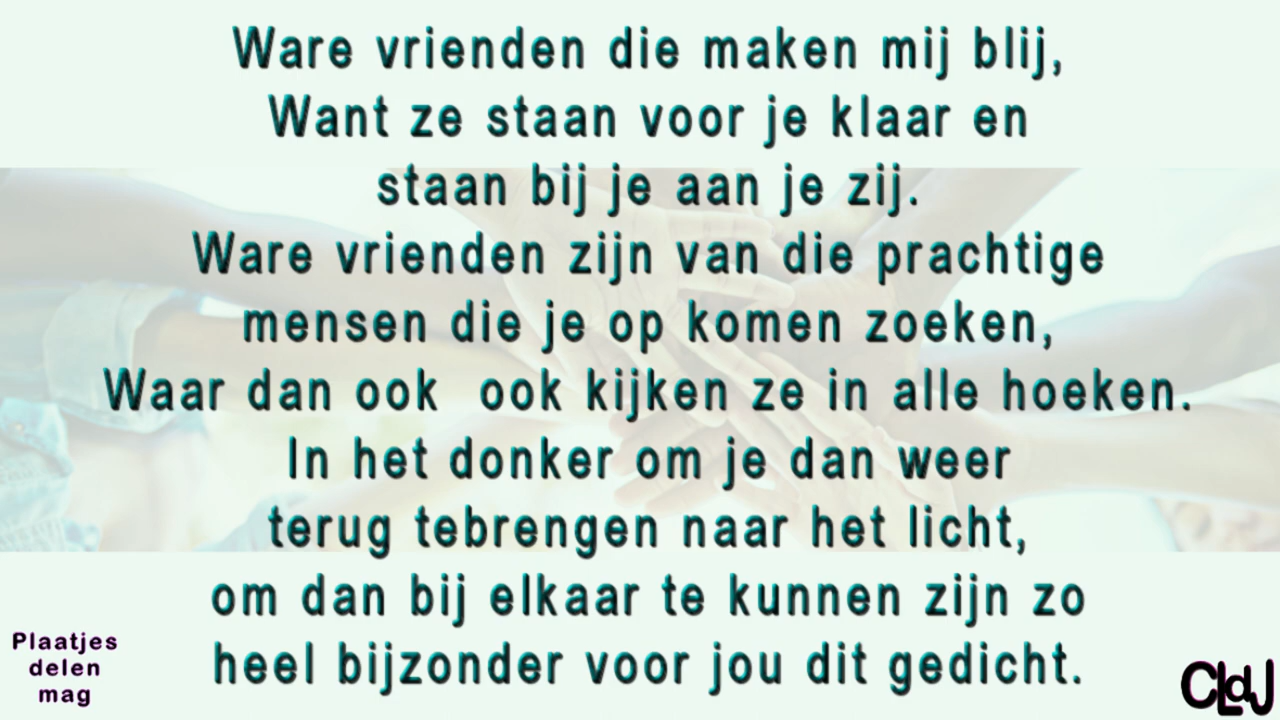 Ware vrienden die maken mij blij,
Want ze staan voor je klaar en
staan bij je aan je zij.
Ware vrienden zijn van die prachtige
mensen die je op komen zoeken,
Waar dan ook  ook kijken ze in alle hoeken.
In het donker om je dan weer
terug tebrengen naar het licht,
om dan bij elkaar te kunnen zijn zo
heel bijzonder voor jou dit gedicht.
Plaatjes
delen
mag
CLdJ